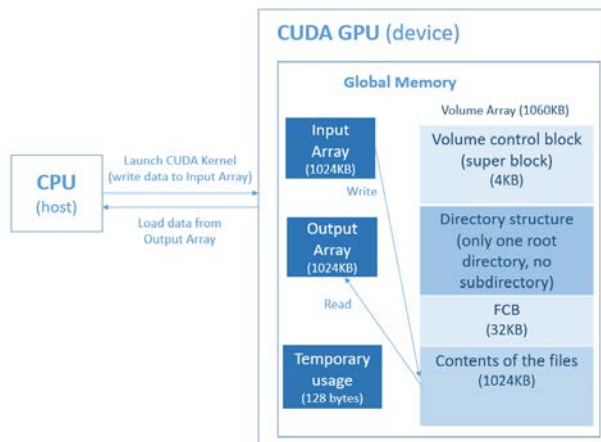 CUDA GPU (device)
Global Memory
Volume Array (1060KB)
Input
Array
(1024KB)
Volume control block
(super block)
(4KB)
CPU
(host)
Launch CUDA Kernel
(write data to Input Array)
Load data from
Output Array
Write
Output
Array
(1024KB)
Directory structure
(only one root
directory, no
subdirectory)
Read
FCB
(32KB)
Temporary
usage
(128 bytes)
Contents of the files
(1024KB)